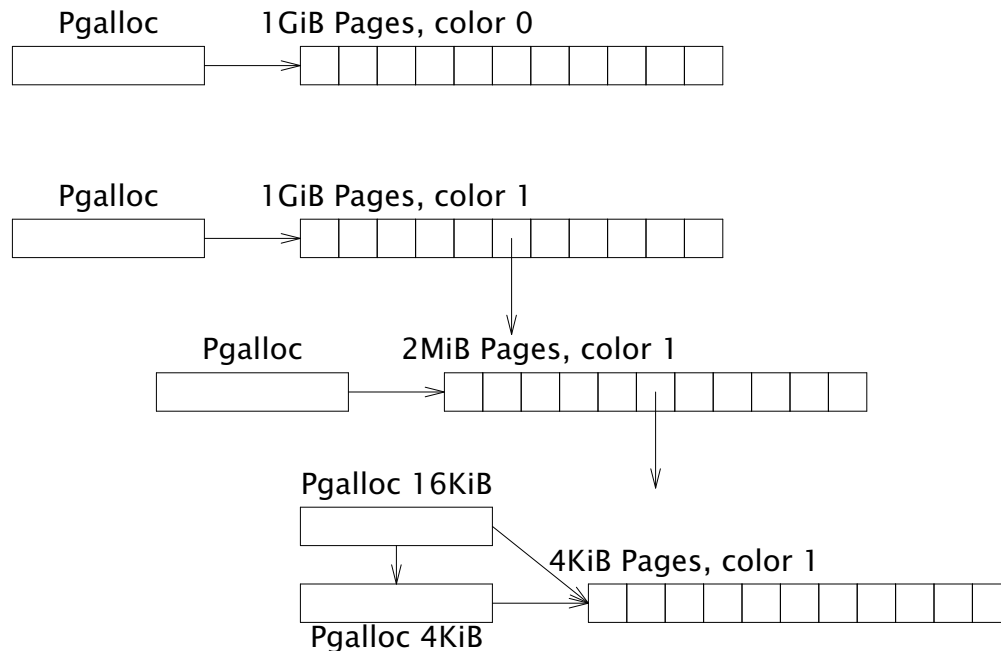 Pgalloc
1GiB Pages, color 0
Pgalloc
1GiB Pages, color 1
Pgalloc
2MiB Pages, color 1
Pgalloc 16KiB
4KiB Pages, color 1
Pgalloc 4KiB